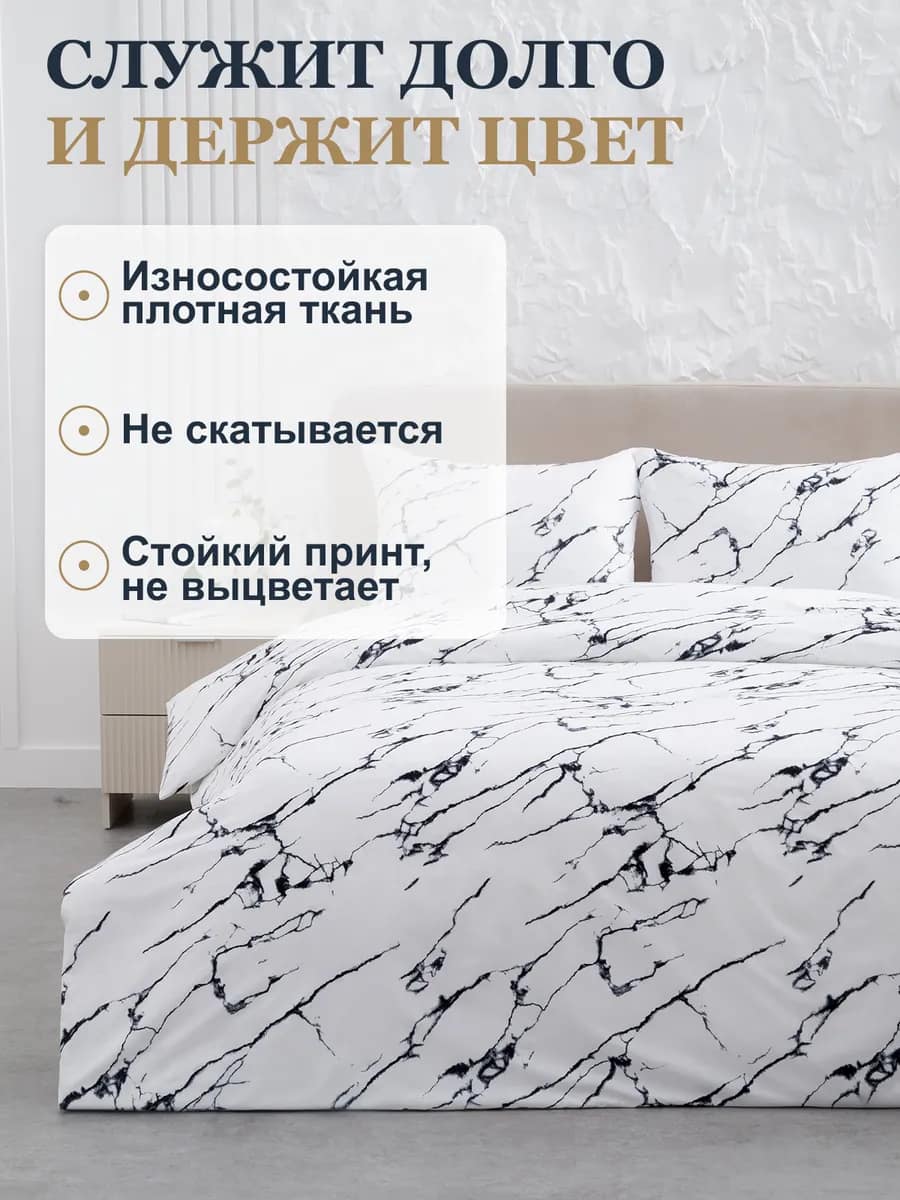 СЛУЖИТ ДОЛГО
И ДЕРЖИТ ЦВЕТ
Износостойкая
плотная ткань
Не скатывается
Стойкий принт,
не выцветает